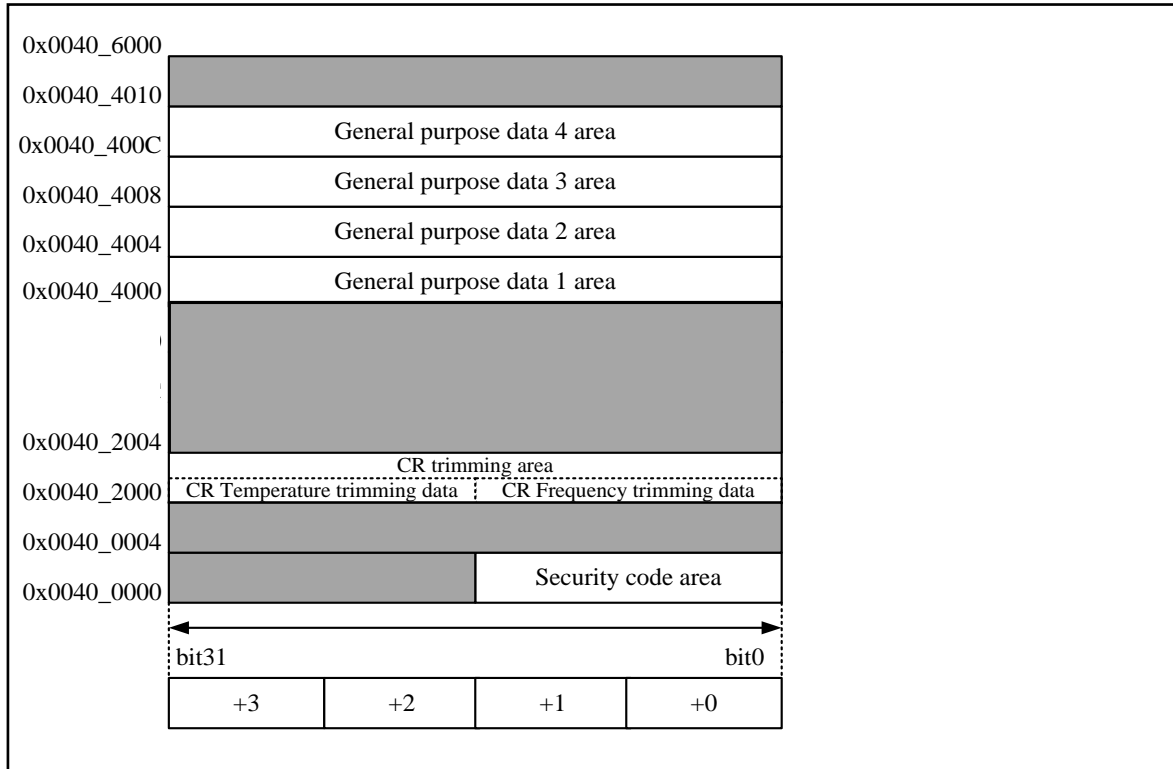 0x0040_6000
0x0040_4010
General purpose data 4 area
0x0040_400C
General purpose data 3 area
0x0040_4008
General purpose data 2 area
0x0040_4004
General purpose data 1 area
0x0040_4000
0x0040_2004
CR trimming area
0x0040_2000 CR Temperature trimming data CR Frequency trimming data
0x0040_0004
Security code area
0x0040_0000
bit31 bit0
+3 +2 +1 +0